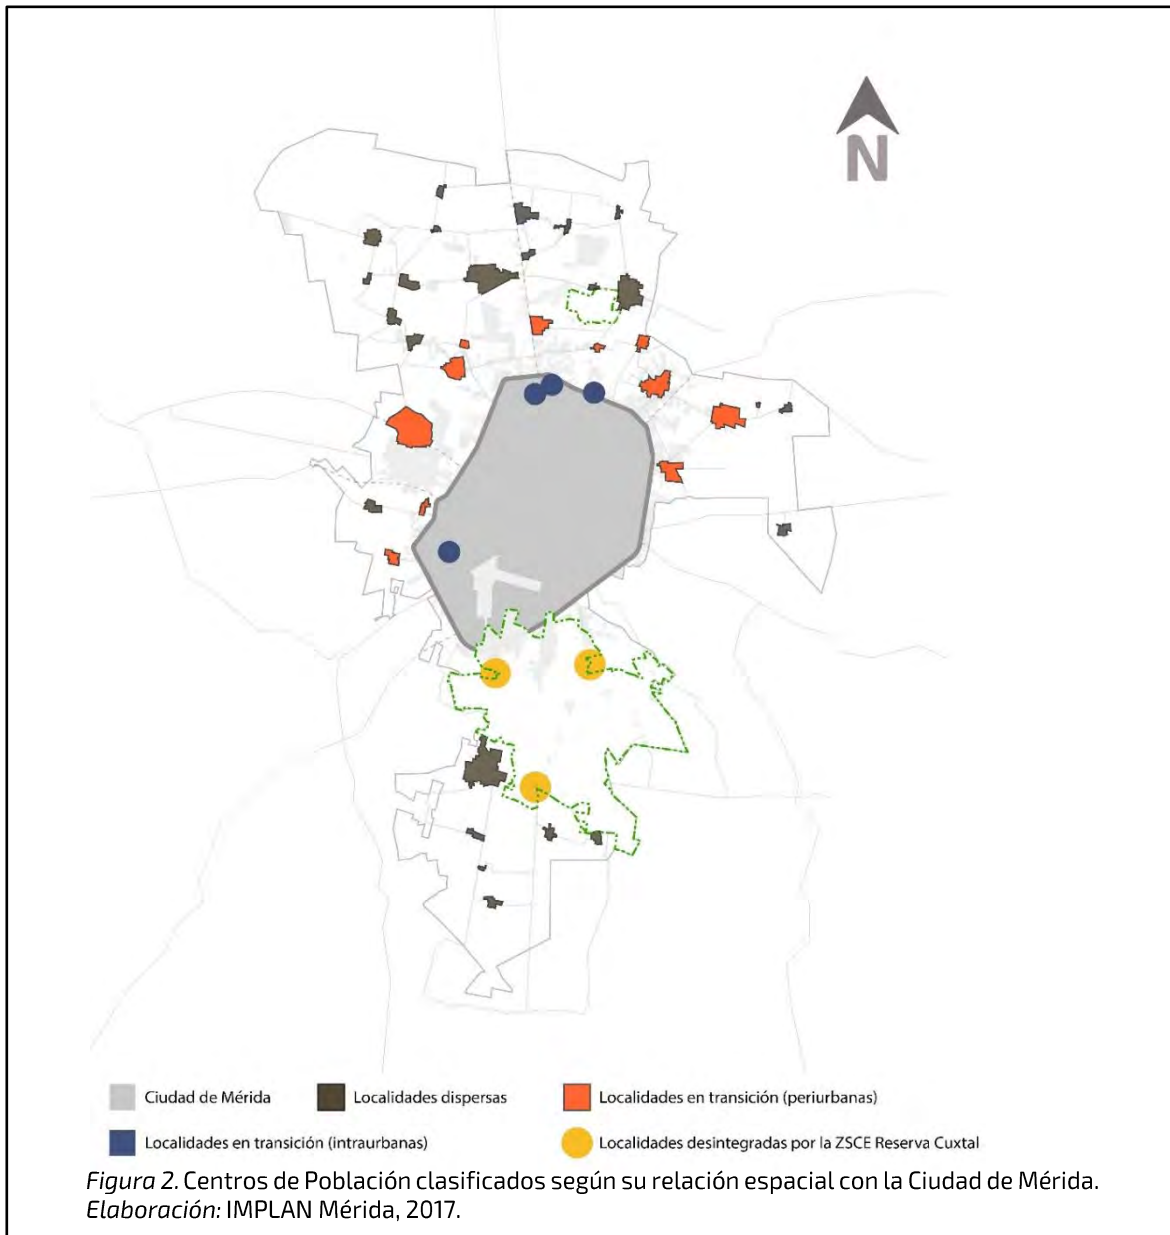 N
Ciudad de Mérida
Localidades dispersas
Localidades en transición (periurbanas)
Localidades en transición (intraurbanas)
Localidades desintegradas por la ZSCE Reserva Cuxtal
Figura 2. Centros de Población clasificados según su relación espacial con la Ciudad de Mérida.
Elaboración: IMPLAN Mérida, 2017.